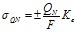 σ_QN = ± Q_N / F K_e